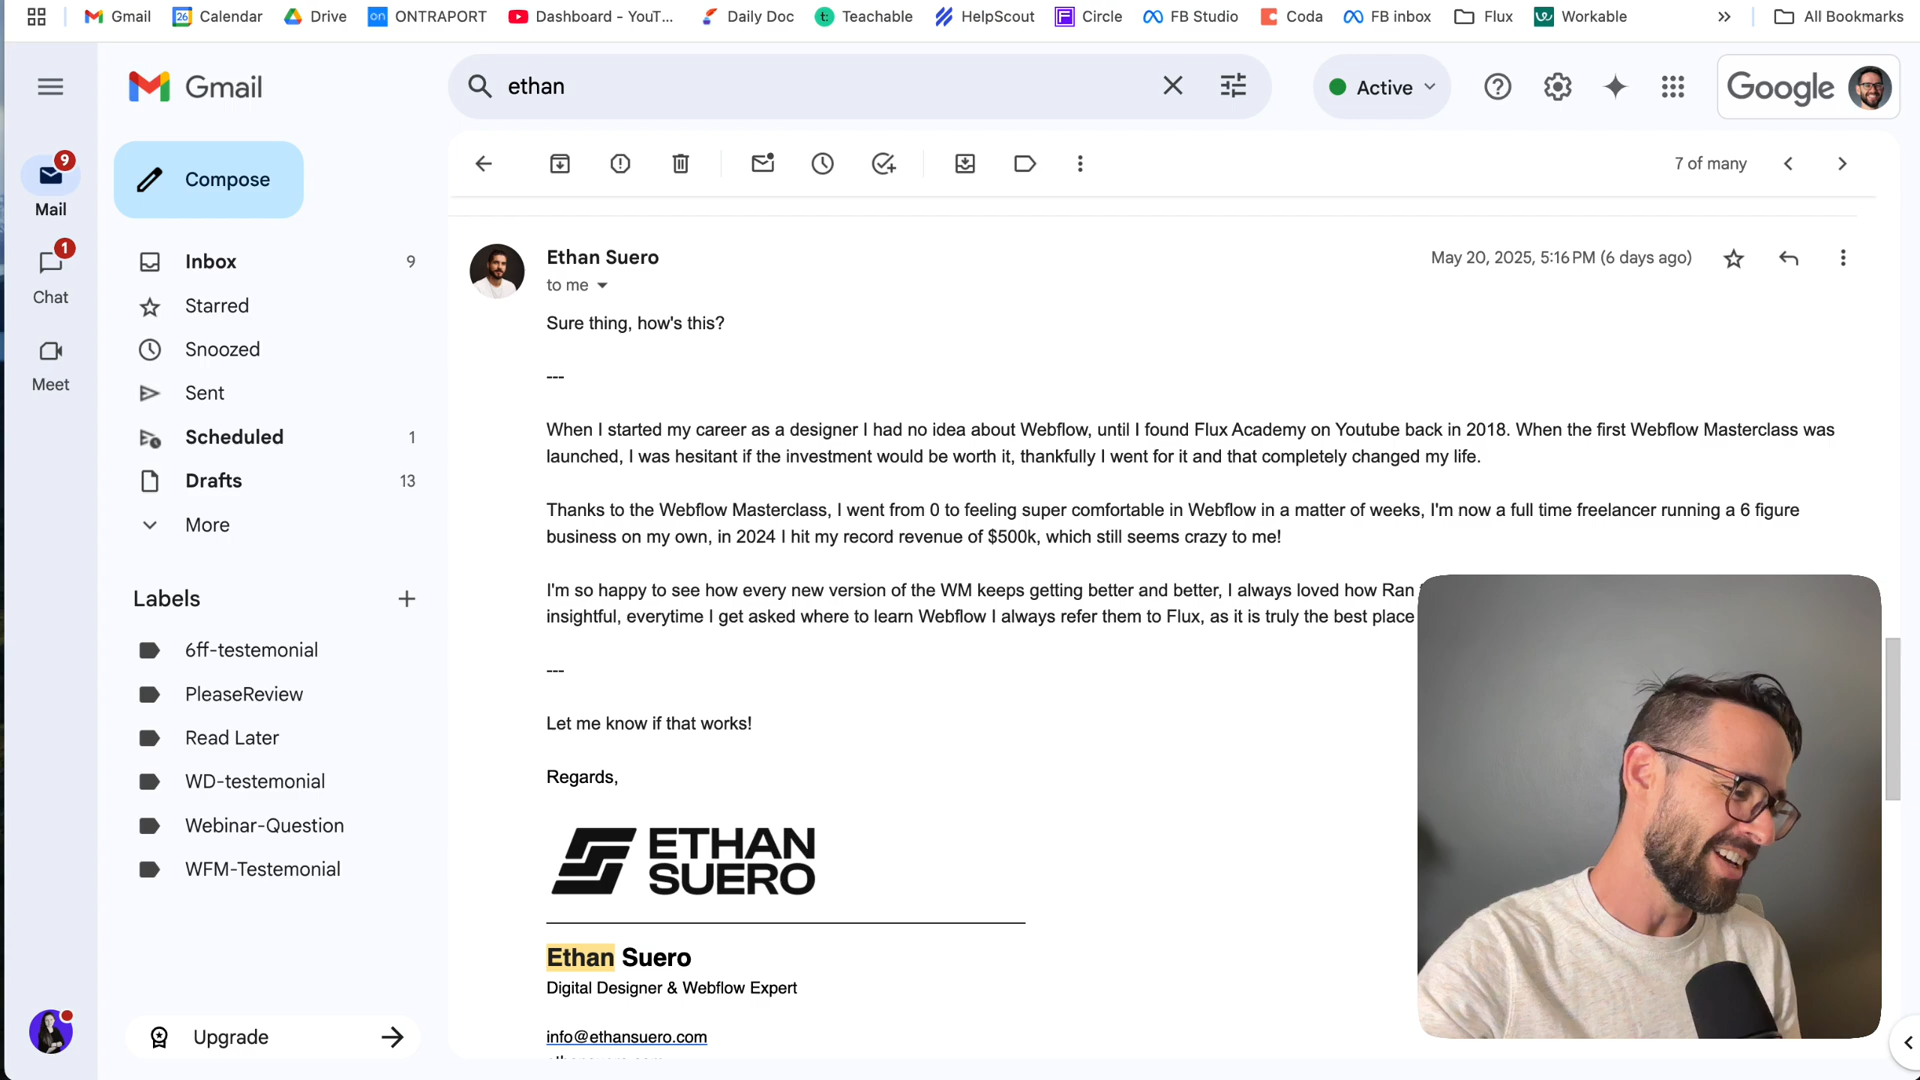 Gmail
Calendar
Drive
ONTRAPORT
Dashboard - YouT...
Daily Doc
Teachable
HelpScout
Circle
FB Studio
Coda
FB inbox
Flux
Workable
All Bookmarks
Gmail
ethan
Active
Google
9
Mail
1
Chat
Meet
Compose
Inbox 9
Starred
Snoozed
Sent
Scheduled 1
Drafts 13
More
Labels
6ff-testemonial
PleaseReview
Read Later
WD-testemonial
Webinar-Question
WFM-Testemonial
Upgrade
7 of many
Ethan Suero
May 20, 2025, 5:16 PM (6 days ago)
to me
Sure thing, how's this?
---
When I started my career as a designer I had no idea about Webflow, until I found Flux Academy on Youtube back in 2018. When the first Webflow Masterclass was
launched, I was hesitant if the investment would be worth it, thankfully I went for it and that completely changed my life.
Thanks to the Webflow Masterclass, I went from 0 to feeling super comfortable in Webflow in a matter of weeks, I'm now a full time freelancer running a 6 figure
business on my own, in 2024 I hit my record revenue of $500k, which still seems crazy to me!
I'm so happy to see how every new version of the WM keeps getting better and better, I always loved how Ran
insightful, everytime I get asked where to learn Webflow I always refer them to Flux, as it is truly the best place
---
Let me know if that works!
Regards,
ETHAN
SUERO
Ethan Suero
Digital Designer & Webflow Expert
info@ethansuero.com